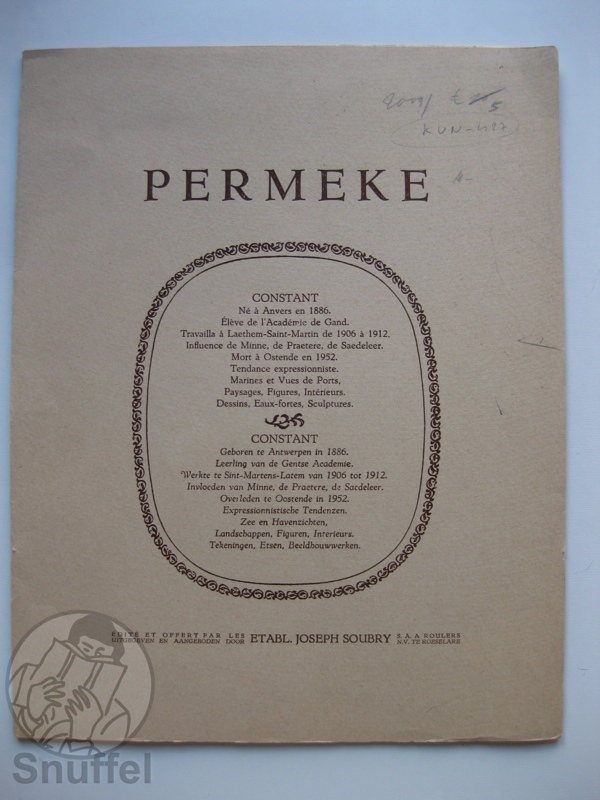 KUN-
PERMEKE
CONSTANT
Né à Anvers en 1886.
Élève de l'Académie de Gand.
Travailla à Laethem-Saint-Martin de 1906 à 1912.
Influence de Minne, de Praetere, de Saedeleer.
Mort à Ostende en 1952.
Tendance expressionniste.
Marines et Vues de Ports,
Paysages, Figures, Intérieurs.
Dessins, Eaux-fortes, Sculptures.
CONSTANT
Geboren te Antwerpen in 1886.
Leerling van de Gentse Academie.
Werkte te Sint-Martens-Latem van 1906 tot 1912.
Invloeden van Minne, de Praetere, de Saedeleer.
Overleden te Oostende in 1952.
Expressionnistische Tendenzen.
Zee en Havenzichten,
Landschappen, Figuren, Interieurs.
Tekeningen, Etsen, Beeldhouwwerken.
EDITÉ ET OFFERT PAR LES
UITGEGEVEN EN AANGEBODEN DOOR
ETABL. JOSEPH SOUBRY
S. A. A ROULERS
N.V. TE ROESELARE
Snuffel